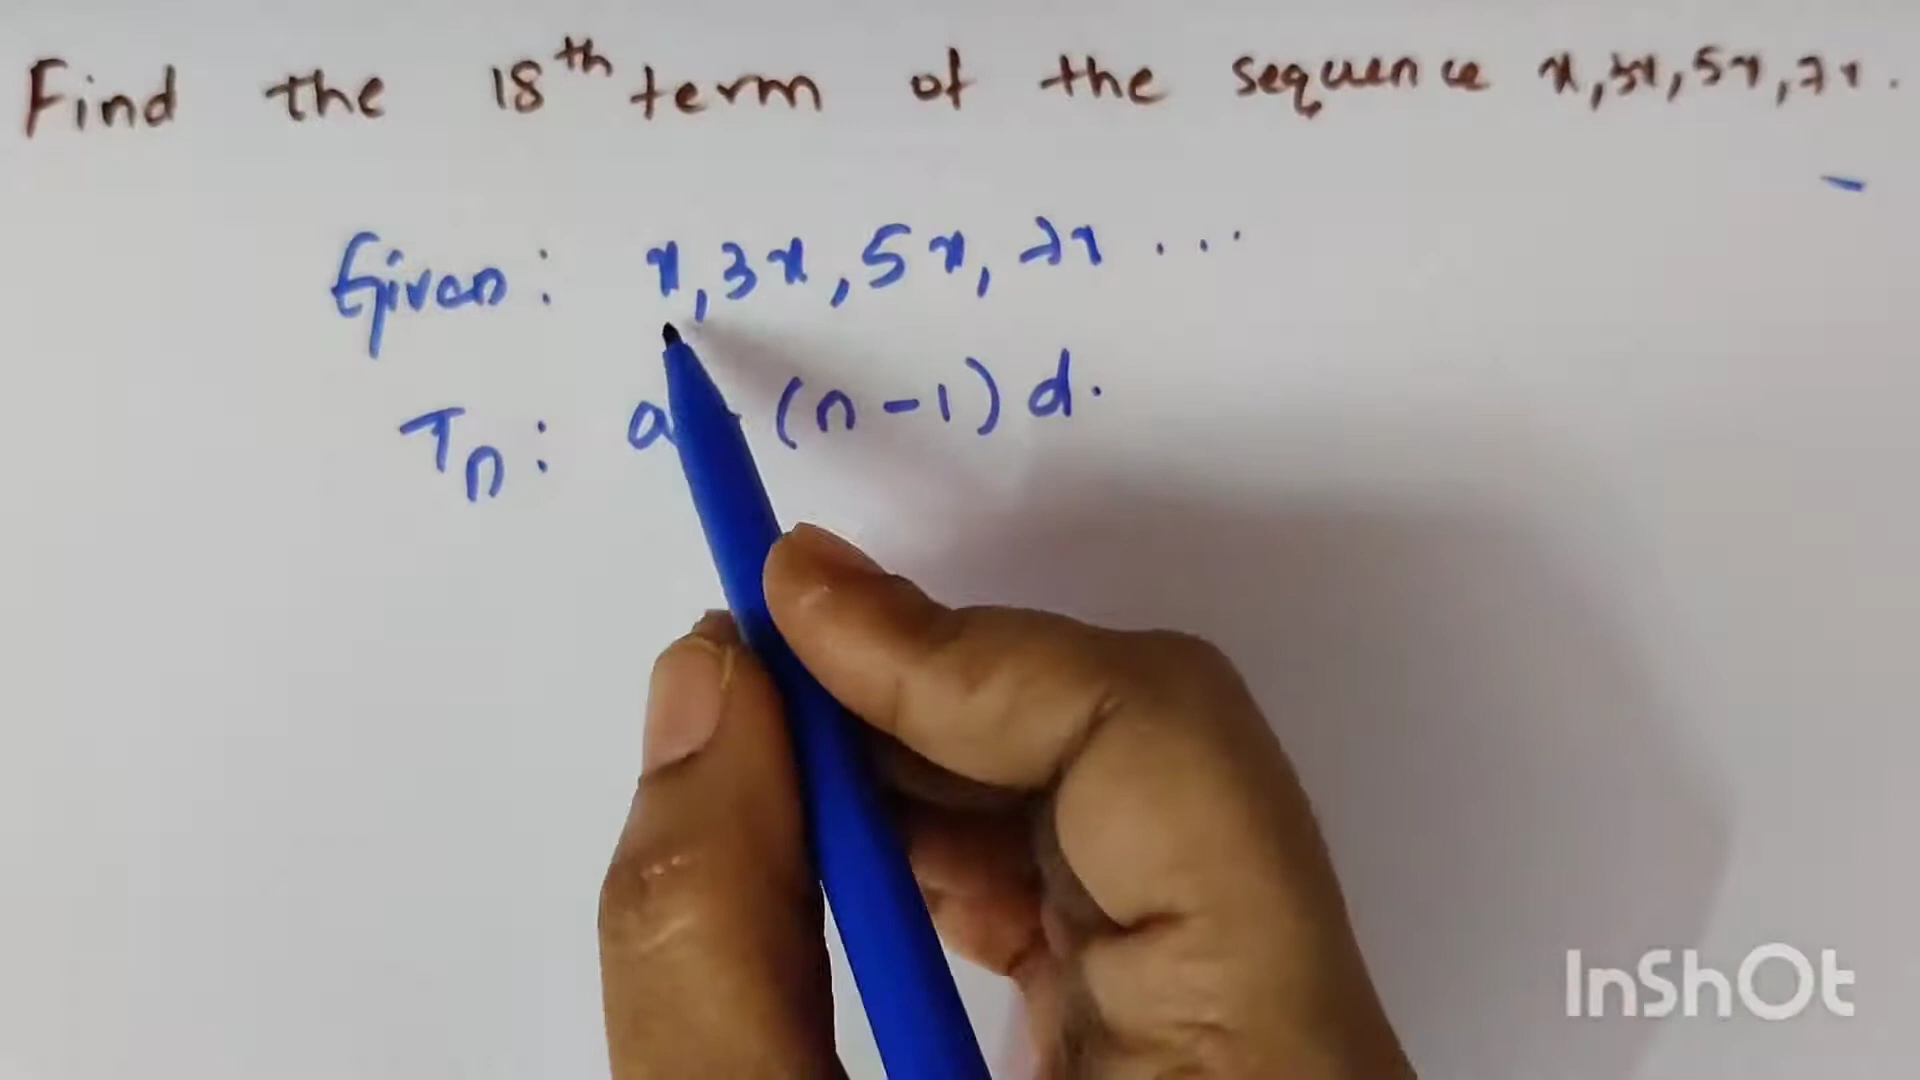 Find the 18th term of the sequence x, 3x, 5x, 7x.
Given: x, 3x, 5x, 7x ...
Tn: a (n-1) d.
InShOt